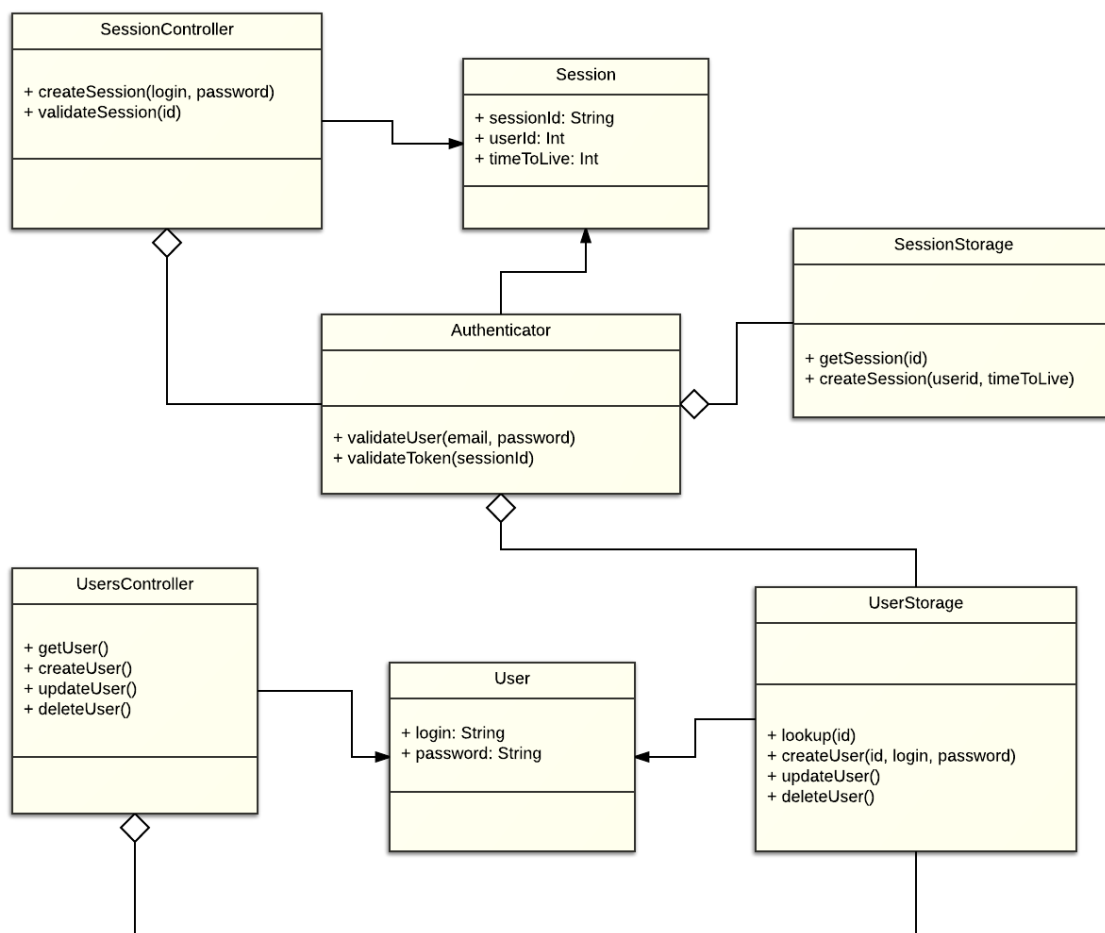 SessionController
+ createSession(login, password)
+ validateSession(id)
Session
+ sessionId: String
+ userId: Int
+ timeToLive: Int
SessionStorage
+ getSession(id)
+ createSession(userid, timeToLive)
Authenticator
+ validateUser(email, password)
+ validateToken(sessionId)
UsersController
+ getUser()
+ createUser()
+ updateUser()
+ deleteUser()
User
+ login: String
+ password: String
UserStorage
+ lookup(id)
+ createUser(id, login, password)
+ updateUser()
+ deleteUser()